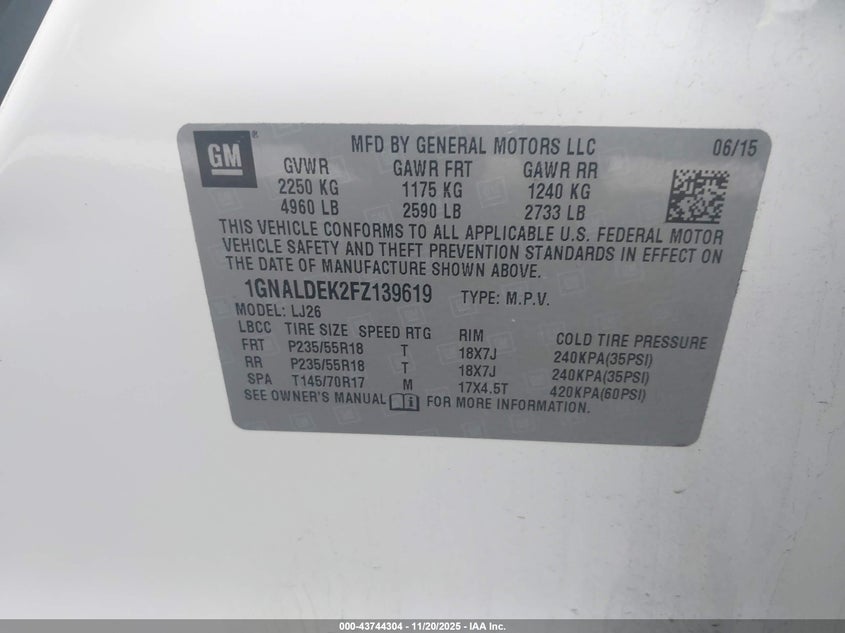 GM ®
MFD BY GENERAL MOTORS LLC 06/15
GVWR GAWR FRT GAWR RR
2250 KG 1175 KG 1240 KG
4960 LB 2590 LB 2733 LB
THIS VEHICLE CONFORMS TO ALL APPLICABLE U.S. FEDERAL MOTOR
VEHICLE SAFETY AND THEFT PREVENTION STANDARDS IN EFFECT ON
THE DATE OF MANUFACTURE SHOWN ABOVE.
1GNALDEK2FZ139619 TYPE: M.P.V.
MODEL: LJ26
LBCC TIRE SIZE SPEED RTG RIM COLD TIRE PRESSURE
FRT P235/55R18 T 18X7J 240KPA(35PSI)
RR P235/55R18 T 18X7J 240KPA(35PSI)
SPA T145/70R17 M 17X4.5T 420KPA(60PSI)
SEE OWNER'S MANUAL FOR MORE INFORMATION.
000-43744304 - 11/20/2025 - IAA Inc.